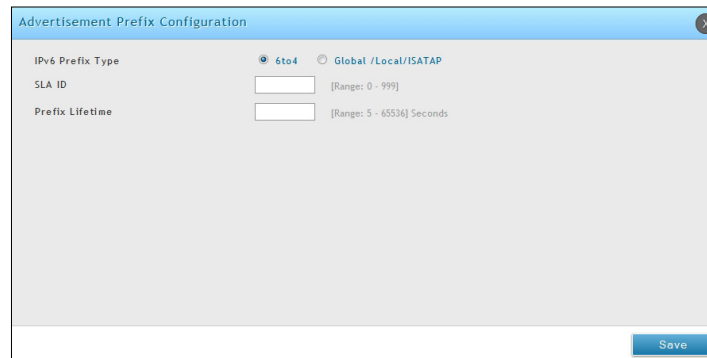 Advertisement Prefix Configuration
X
IPv6 Prefix Type 6to4 Global /Local/ISATAP
SLA ID [Range: 0 - 999]
Prefix Lifetime [Range: 5 - 65536] Seconds
Save